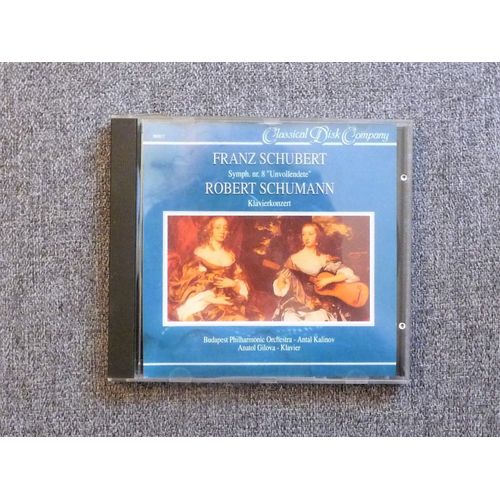 Classical Disk Company
FRANZ SCHUBERT
Symph. nr. 8 "Unvollendete"
ROBERT SCHUMANN
Klavierkonzert
Budapest Philharmonic Orchestra - Antal Kalinov
Anatol Gilova - Klavier